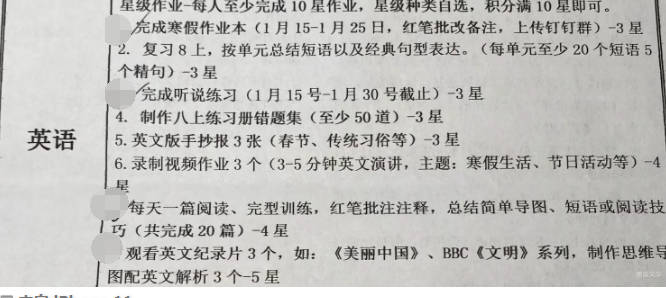 星级作业-每人至少完成 10 星作业，星级种类自选，积分满 10 星即可。
完成寒假作业本（1 月 15-1 月 25 日，红笔批改备注，上传钉钉群）-3 星
2. 复习 8 上，按单元总结短语以及经典句型表达。（每单元至少 20 个短语 5
个精句）-3 星
完成听说练习（1 月 15 号-1 月 30 号截止）-3 星
4. 制作八上练习册错题集（至少 50 道）-3 星
英语
5. 英文版手抄报 3 张（春节、传统习俗等）-3 星
6. 录制视频作业 3 个（3-5 分钟英文演讲，主题：寒假生活、节日活动等）-4
星
每天一篇阅读、完型训练，红笔批注注释，总结简单导图、短语或阅读技
巧（共完成 20 篇）-4 星
观看英文纪录片 3 个，如：《美丽中国》、BBC《文明》系列，制作思维导
图配英文解析 3 个-5 星